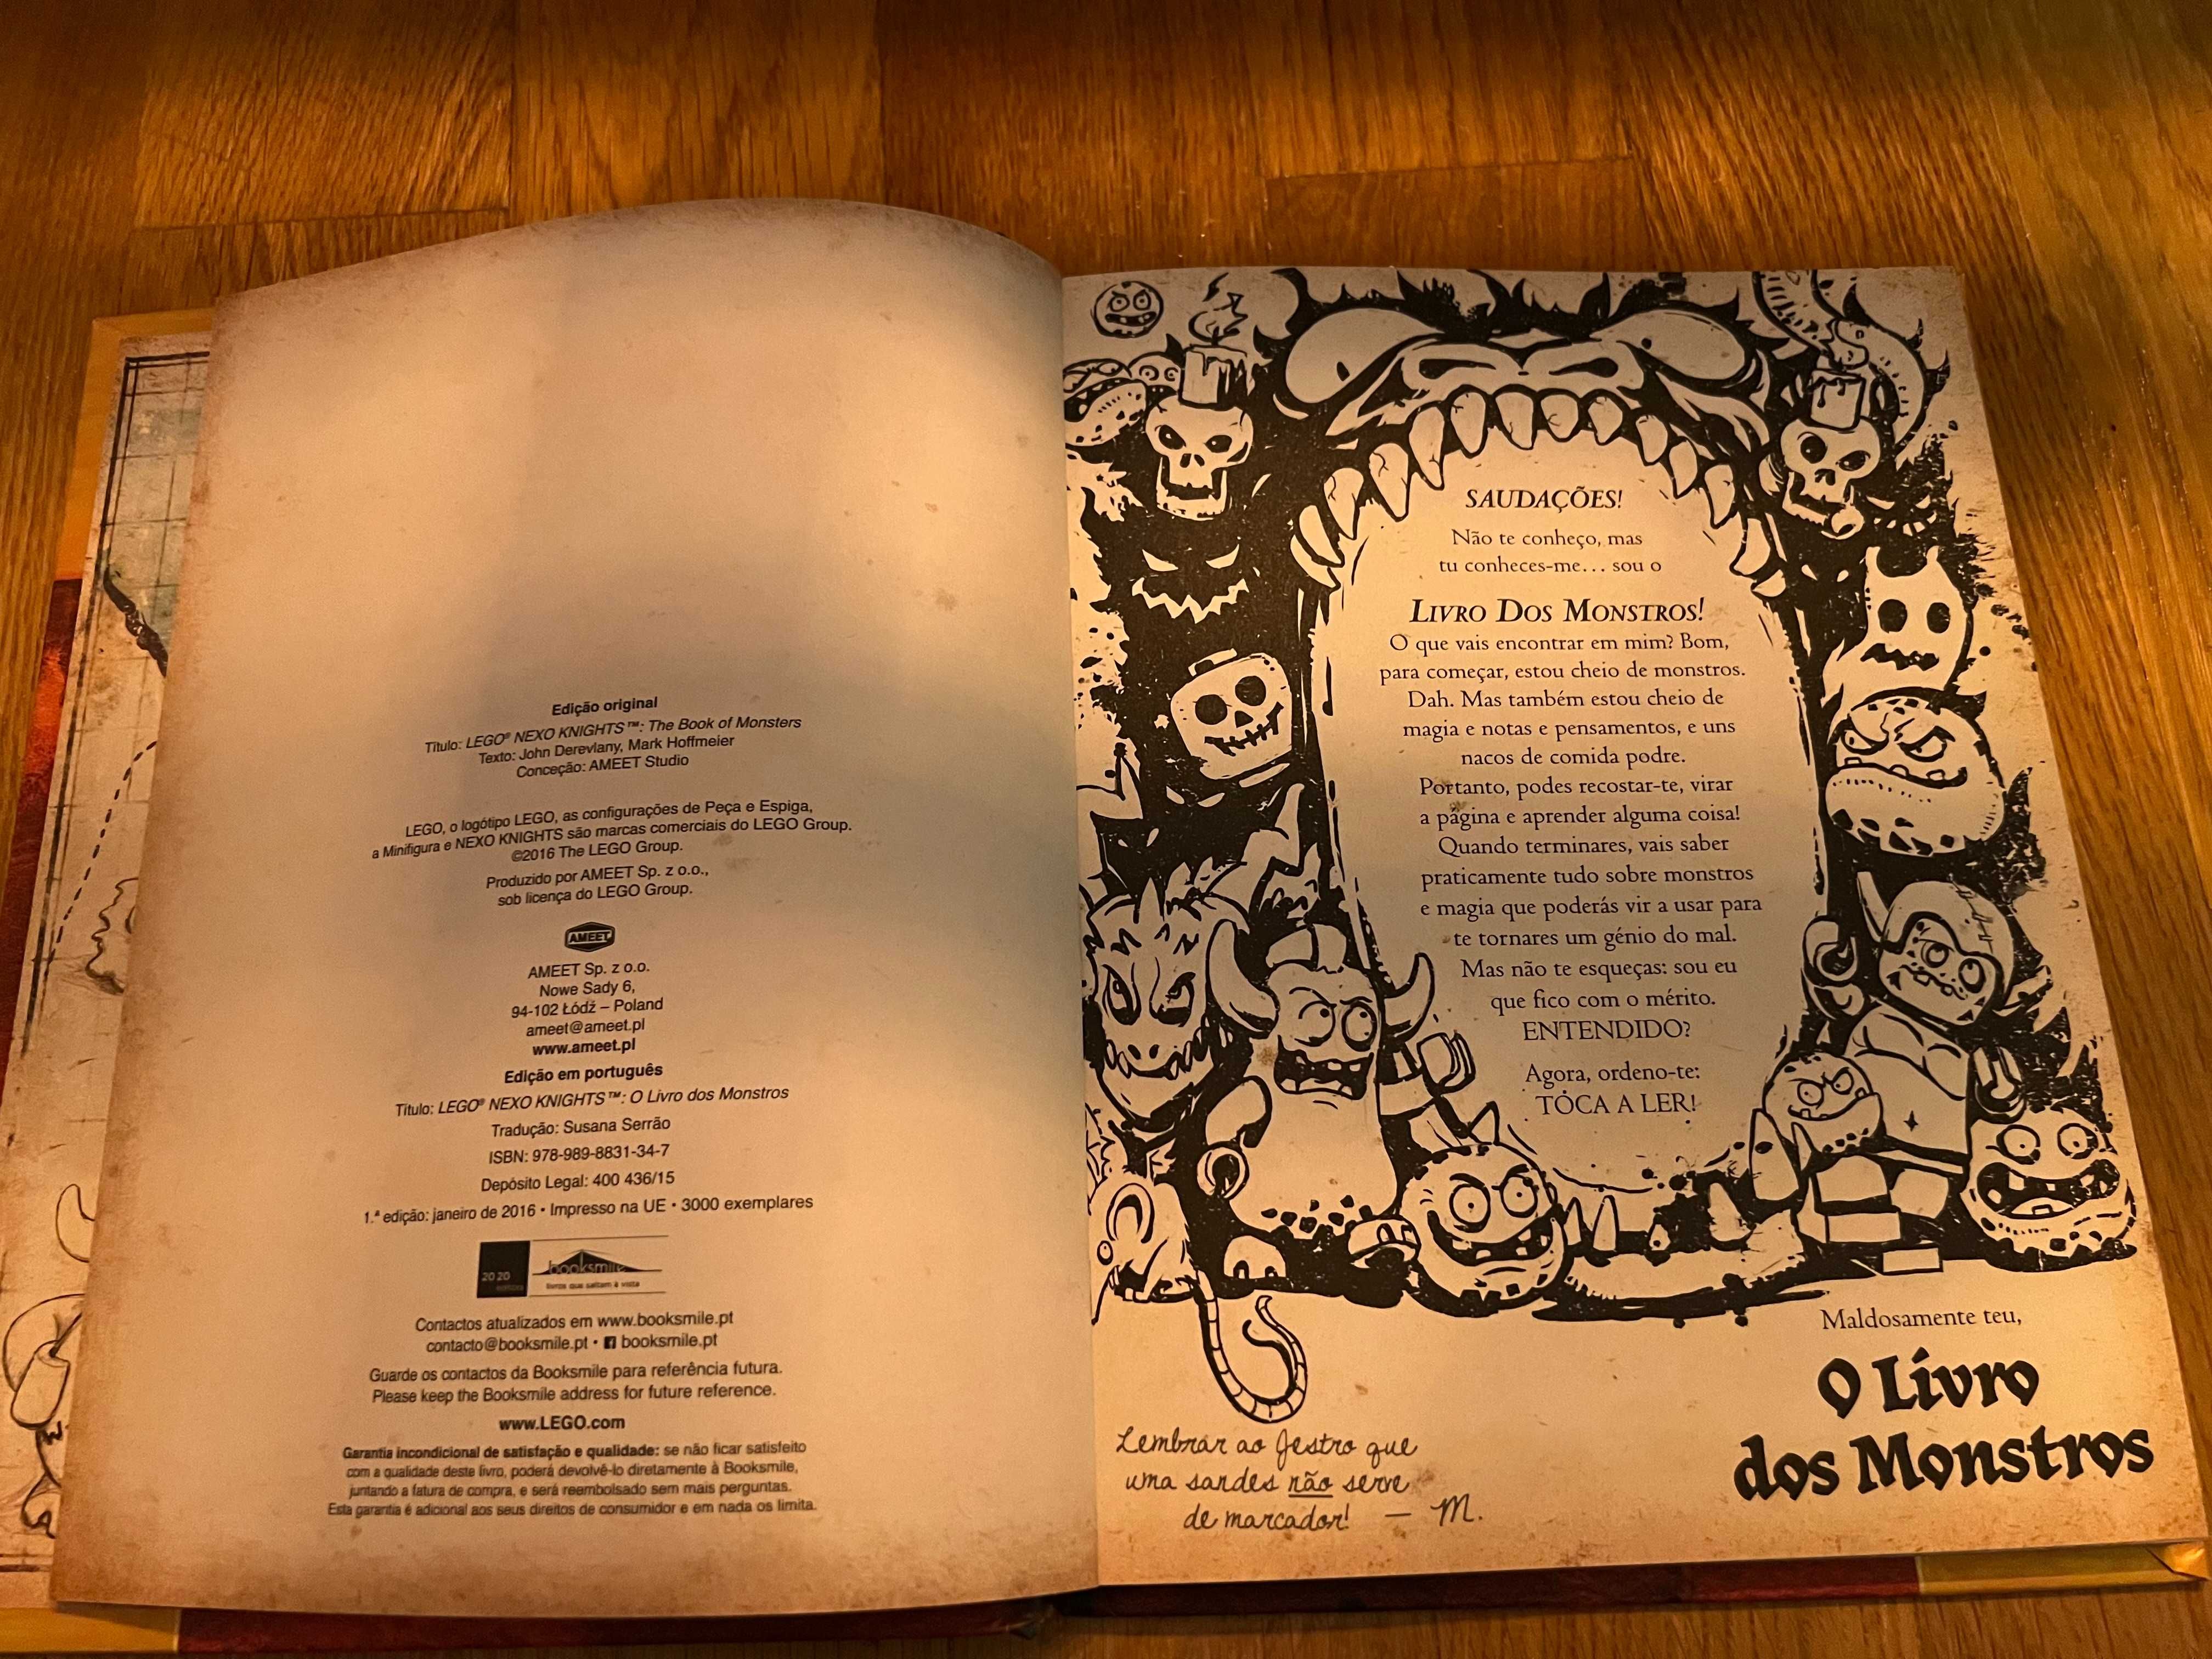 Edição original
Título: LEGO® NEXO KNIGHTS™: The Book of Monsters
Texto: John Derevlany, Mark Hoffmeier
Conceção: AMEET Studio
LEGO, o logótipo LEGO, as configurações de Peça e Espiga,
a Minifigura e NEXO KNIGHTS são marcas comerciais do LEGO Group.
©2016 The LEGO Group.
Produzido por AMEET Sp. z o.o.,
sob licença do LEGO Group.
AMEET
AMEET Sp. z o.o.
Nowe Sady 6,
94-102 Łódź – Poland
ameet@ameet.pl
www.ameet.pl
Edição em português
Título: LEGO® NEXO KNIGHTS™: O Livro dos Monstros
Tradução: Susana Serrão
ISBN: 978-989-8831-34-7
Depósito Legal: 400 436/15
1.ª edição: janeiro de 2016 • Impresso na UE • 3000 exemplares
20|20 editora
booksmile
livros que saltam à vista
Contactos atualizados em www.booksmile.pt
contacto@booksmile.pt • booksmile.pt
Guarde os contactos da Booksmile para referência futura.
Please keep the Booksmile address for future reference.
www.LEGO.com
Garantia incondicional de satisfação e qualidade: se não ficar satisfeito
com a qualidade deste livro, poderá devolvê-lo diretamente à Booksmile,
juntando a fatura de compra, e será reembolsado sem mais perguntas.
Esta garantia é adicional aos seus direitos de consumidor e em nada os limita.
SAUDAÇÕES!
Não te conheço, mas
tu conheces-me... sou o
LIVRO DOS MONSTROS!
O que vais encontrar em mim? Bom,
para começar, estou cheio de monstros.
Dah. Mas também estou cheio de
magia e notas e pensamentos, e uns
nacos de comida podre.
Portanto, podes recostar-te, virar
a página e aprender alguma coisa!
Quando terminares, vais saber
praticamente tudo sobre monstros
e magia que poderás vir a usar para
te tornares um génio do mal.
Mas não te esqueças: sou eu
que fico com o mérito.
ENTENDIDO?
Agora, ordeno-te:
TOCA A LER!
Maldosamente teu,
O Livro
dos Monstros
Lembrar ao Jestro que
uma sandes não serve
de marcador! — M.